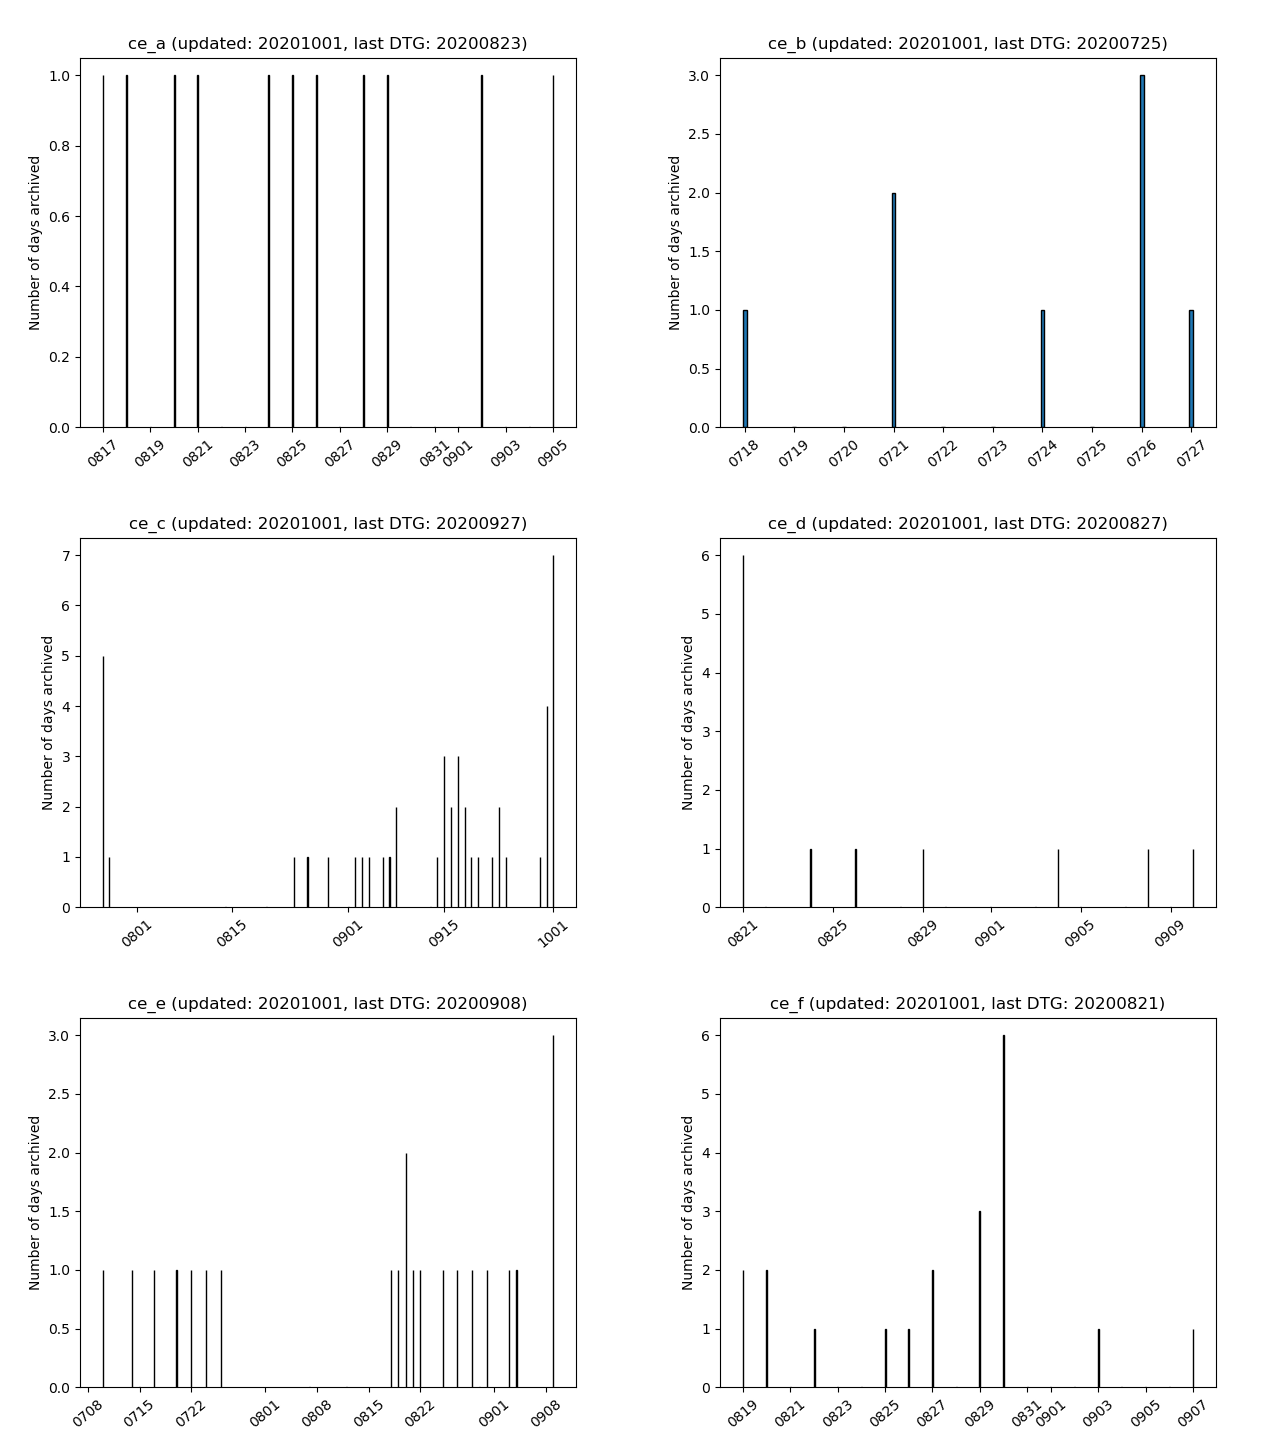 ce_a (updated: 20201001, last DTG: 20200823)
Number of days archived
1.0
0.8
0.6
0.4
0.2
0.0
0817 0819 0821 0823 0825 0827 0829 0831 0901 0903 0905
ce_b (updated: 20201001, last DTG: 20200725)
Number of days archived
3.0
2.5
2.0
1.5
1.0
0.5
0.0
0718 0719 0720 0721 0722 0723 0724 0725 0726 0727
ce_c (updated: 20201001, last DTG: 20200927)
Number of days archived
7
6
5
4
3
2
1
0
0801 0815 0901 0915 1001
ce_d (updated: 20201001, last DTG: 20200827)
Number of days archived
6
5
4
3
2
1
0
0821 0825 0829 0901 0905 0909
ce_e (updated: 20201001, last DTG: 20200908)
Number of days archived
3.0
2.5
2.0
1.5
1.0
0.5
0.0
0708 0715 0722 0801 0808 0815 0822 0901 0908
ce_f (updated: 20201001, last DTG: 20200821)
Number of days archived
6
5
4
3
2
1
0
0819 0821 0823 0825 0827 0829 0831 0901 0903 0905 0907